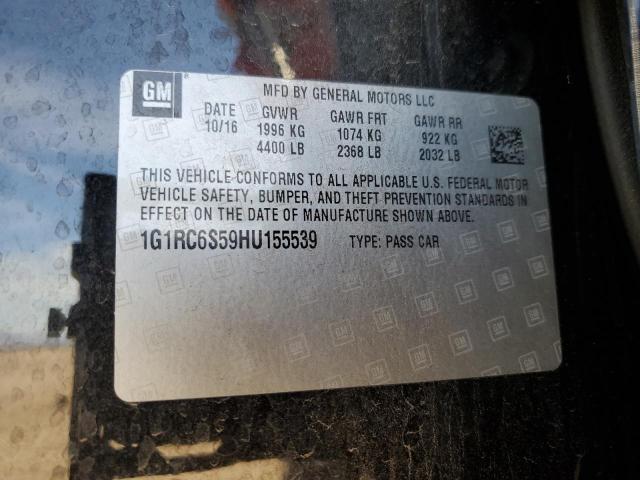 GM
MFD BY GENERAL MOTORS LLC
DATE GVWR GAWR FRT GAWR RR
10/16 1996 KG 1074 KG 922 KG
4400 LB 2368 LB 2032 LB
THIS VEHICLE CONFORMS TO ALL APPLICABLE U.S. FEDERAL MOTOR
VEHICLE SAFETY, BUMPER, AND THEFT PREVENTION STANDARDS
IN EFFECT ON THE DATE OF MANUFACTURE SHOWN ABOVE.
1G1RC6S59HU155539 TYPE: PASS CAR